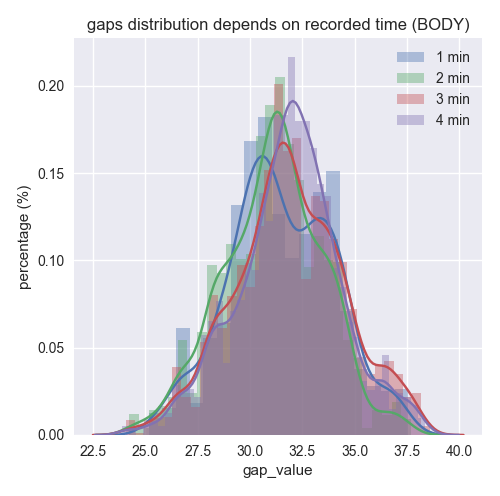 gaps distribution depends on recorded time (BODY)
1 min
2 min
3 min
4 min
percentage (%)
0.20
0.15
0.10
0.05
0.00
22.5 25.0 27.5 30.0 32.5 35.0 37.5 40.0
gap_value